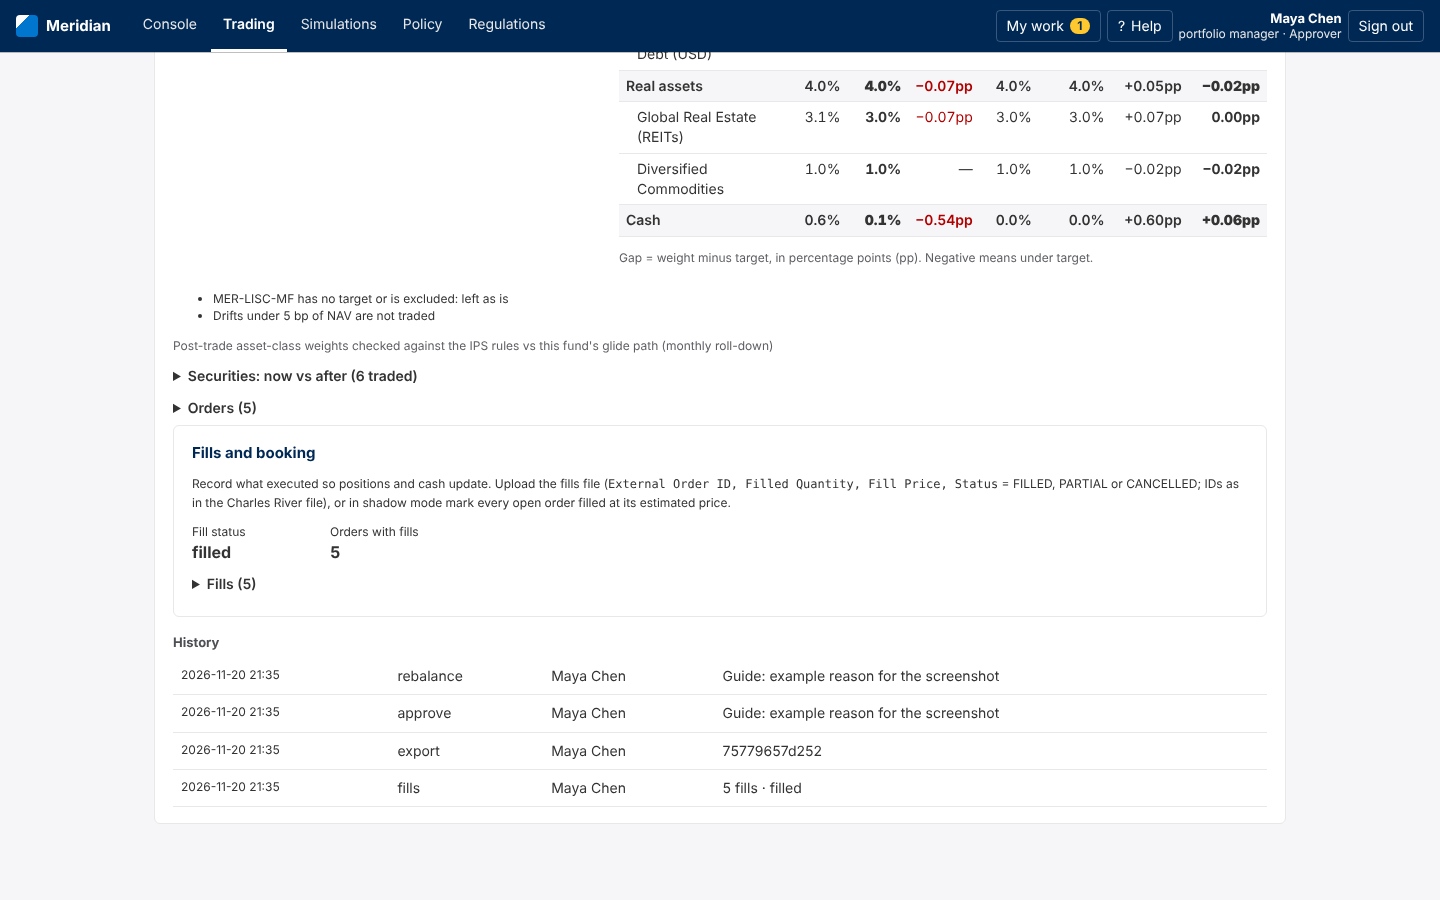 Meridian
Console
Trading
Simulations
Policy
Regulations
My work 1
? Help
Maya Chen
portfolio manager · Approver
Sign out
Debt (USD)
Real assets 4.0% 4.0% −0.07pp 4.0% 4.0% +0.05pp −0.02pp
Global Real Estate 3.1% 3.0% −0.07pp 3.0% 3.0% +0.07pp 0.00pp
(REITs)
Diversified 1.0% 1.0% — 1.0% 1.0% −0.02pp −0.02pp
Commodities
Cash 0.6% 0.1% −0.54pp 0.0% 0.0% +0.60pp +0.06pp
Gap = weight minus target, in percentage points (pp). Negative means under target.
• MER-LISC-MF has no target or is excluded: left as is
• Drifts under 5 bp of NAV are not traded
Post-trade asset-class weights checked against the IPS rules vs this fund's glide path (monthly roll-down)
▶ Securities: now vs after (6 traded)
▶ Orders (5)
Fills and booking
Record what executed so positions and cash update. Upload the fills file (External Order ID, Filled Quantity, Fill Price, Status = FILLED, PARTIAL or CANCELLED; IDs as
in the Charles River file), or in shadow mode mark every open order filled at its estimated price.
Fill status Orders with fills
filled 5
▶ Fills (5)
History
2026-11-20 21:35 rebalance Maya Chen Guide: example reason for the screenshot
2026-11-20 21:35 approve Maya Chen Guide: example reason for the screenshot
2026-11-20 21:35 export Maya Chen 75779657d252
2026-11-20 21:35 fills Maya Chen 5 fills · filled